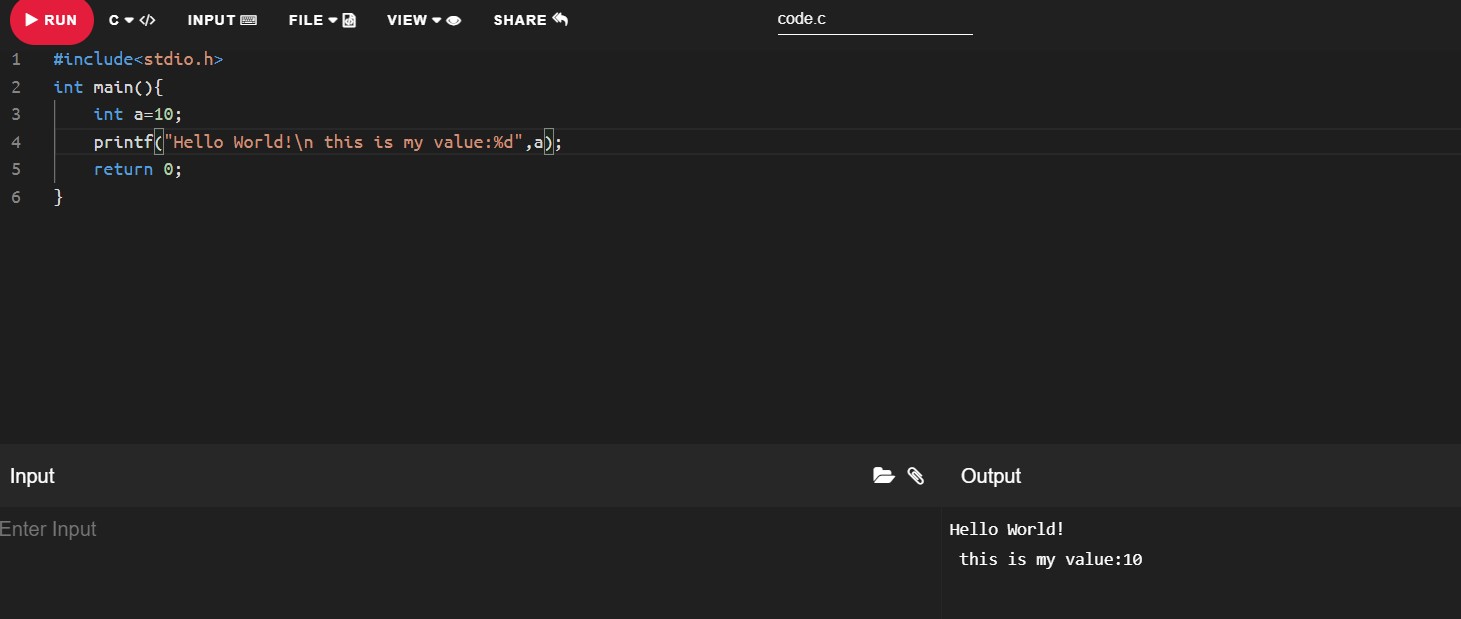 RUN C INPUT FILE VIEW SHARE code.c
1 #include<stdio.h>
2 int main(){
3     int a=10;
4     printf("Hello World!\n this is my value:%d",a);
5     return 0;
6 }
Input
Output
Enter Input
Hello World!
 this is my value:10